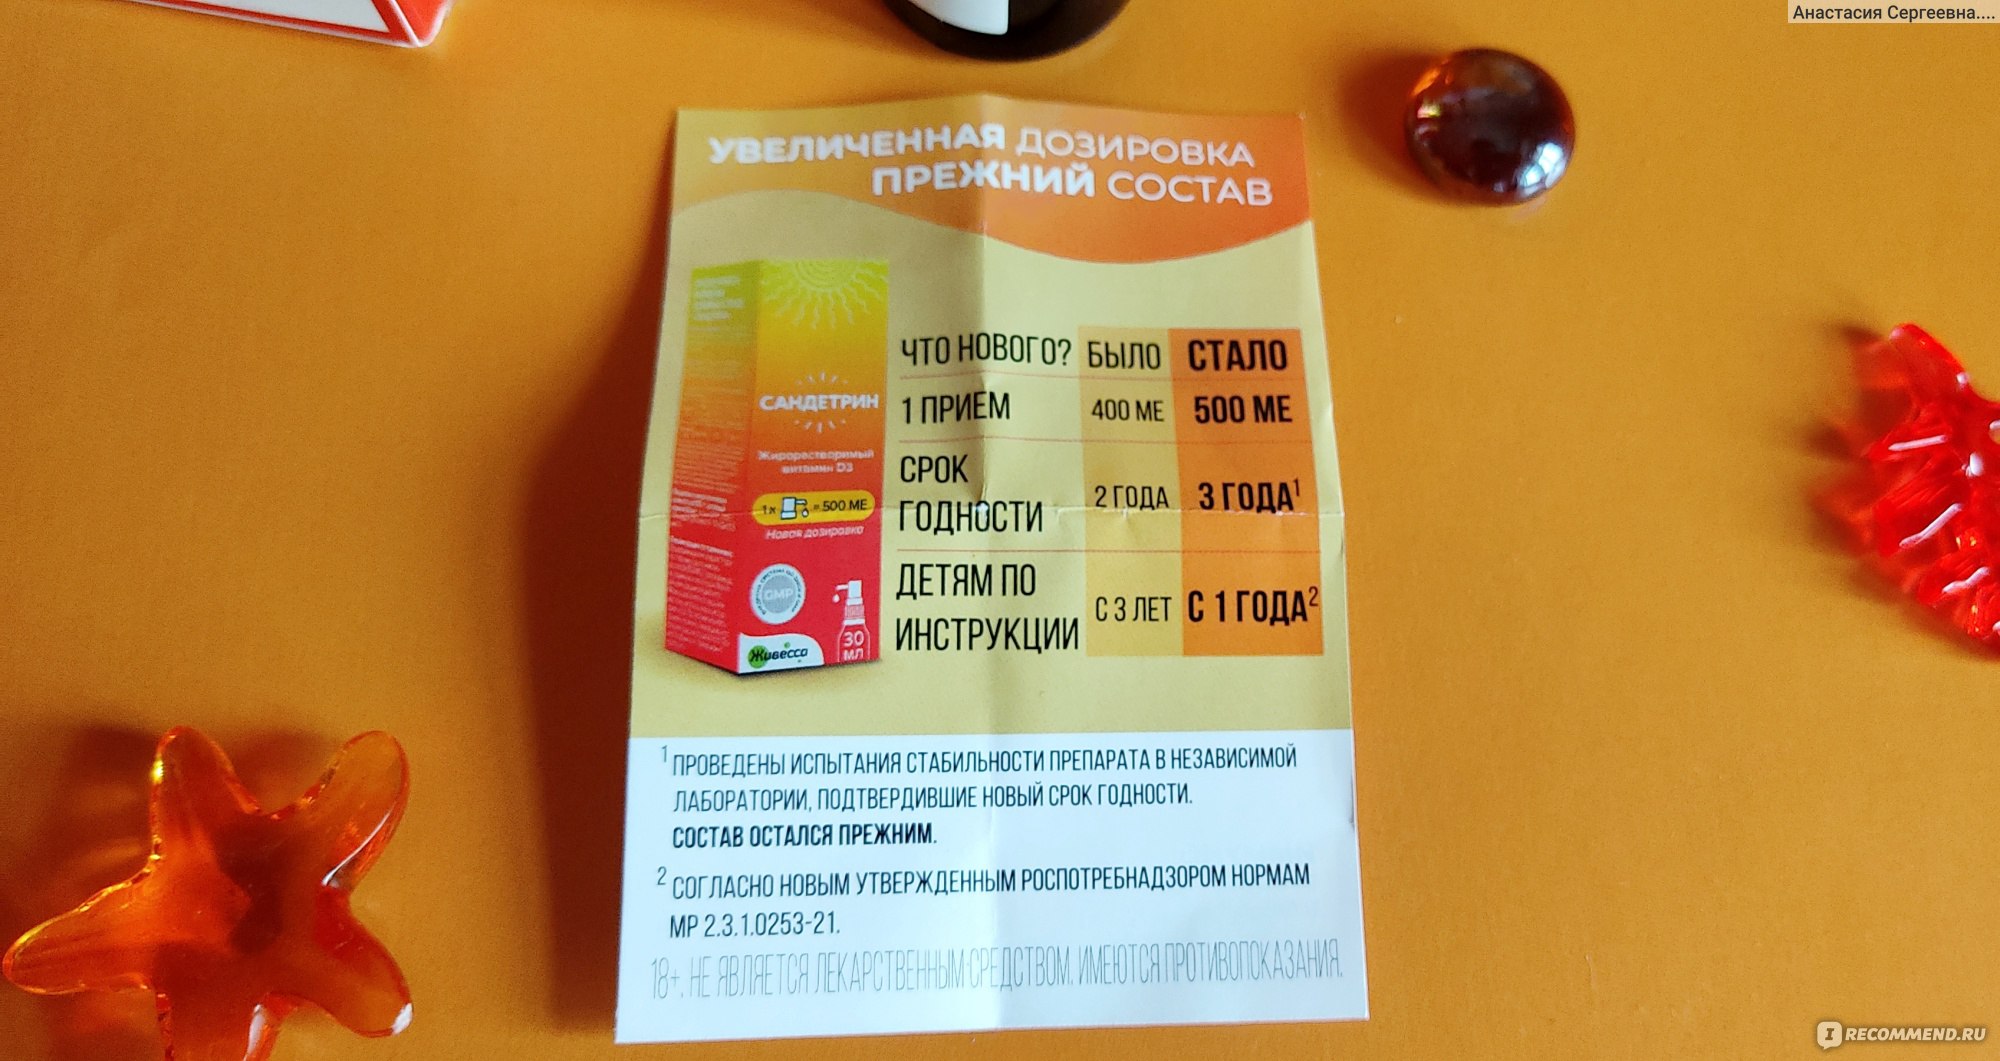 Анастасия Сергеевна....
УВЕЛИЧЕННАЯ ДОЗИРОВКА
ПРЕЖНИЙ СОСТАВ
САНДЕТРИН
Жирорастворимый
витамин D3
1x = 500 МЕ
Новая дозировка
GMP
Живесса
30
МЛ
ЧТО НОВОГО? БЫЛО СТАЛО
1 ПРИЕМ 400 МЕ 500 МЕ
СРОК
ГОДНОСТИ 2 ГОДА 3 ГОДА¹
ДЕТЯМ ПО
ИНСТРУКЦИИ С 3 ЛЕТ С 1 ГОДА²
¹ ПРОВЕДЕНЫ ИСПЫТАНИЯ СТАБИЛЬНОСТИ ПРЕПАРАТА В НЕЗАВИСИМОЙ
ЛАБОРАТОРИИ, ПОДТВЕРДИВШИЕ НОВЫЙ СРОК ГОДНОСТИ.
СОСТАВ ОСТАЛСЯ ПРЕЖНИМ.
² СОГЛАСНО НОВЫМ УТВЕРЖДЕННЫМ РОСПОТРЕБНАДЗОРОМ НОРМАМ
МР 2.3.1.0253-21.
18+. НЕ ЯВЛЯЕТСЯ ЛЕКАРСТВЕННЫМ СРЕДСТВОМ. ИМЕЮТСЯ ПРОТИВОПОКАЗАНИЯ.
I RECOMMEND.RU